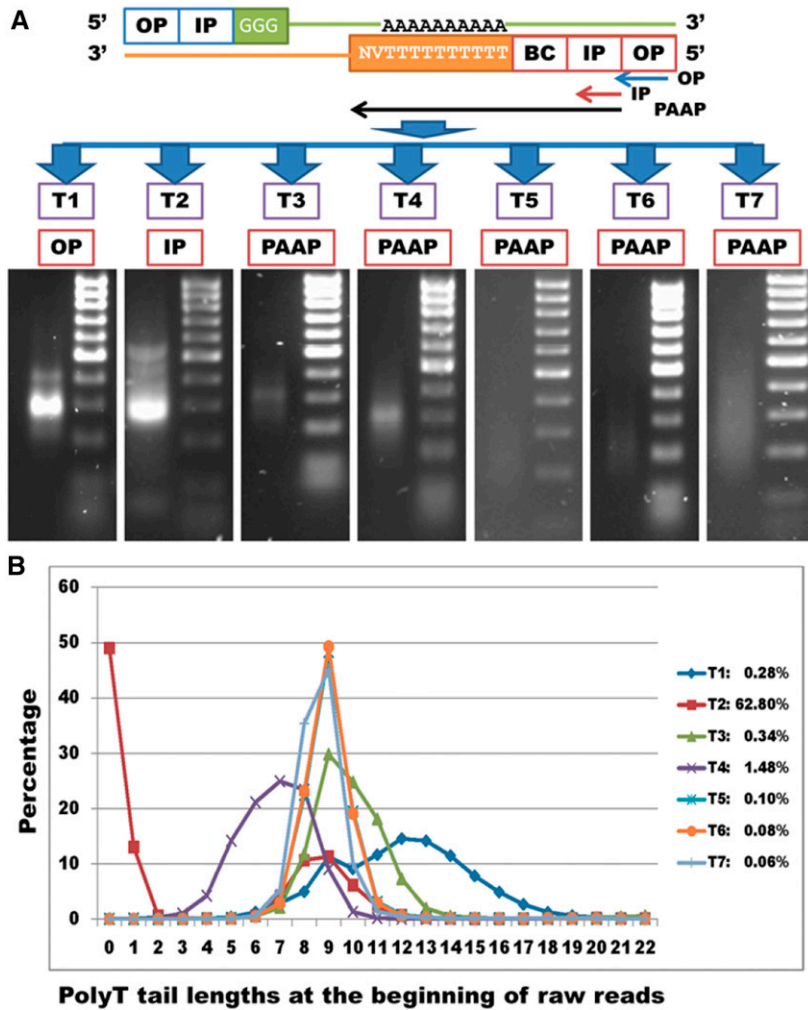 A
5’ OP IP GGG AAAAAAAAAA 3’
3’ NVTTTTTTTTTT BC IP OP 5’
OP
IP
PAAP
T1 T2 T3 T4 T5 T6 T7
OP IP PAAP PAAP PAAP PAAP PAAP
B
60
50
40
30
20
10
0
Percentage
T1: 0.28%
T2: 62.80%
T3: 0.34%
T4: 1.48%
T5: 0.10%
T6: 0.08%
T7: 0.06%
0 1 2 3 4 5 6 7 8 9 10 11 12 13 14 15 16 17 18 19 20 21 22
PolyT tail lengths at the beginning of raw reads